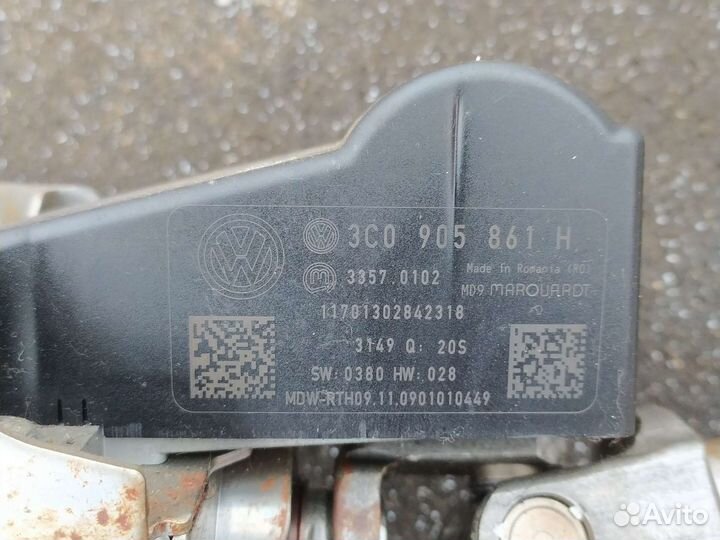 3C0 905 861 H
3357.0102
Made in Romania (RO)
MD9 MARQUARDT
11701302842318
3149 Q: 20S
SW: 0380 HW: 028
MDW-RTH09.11.0901010449
Avito